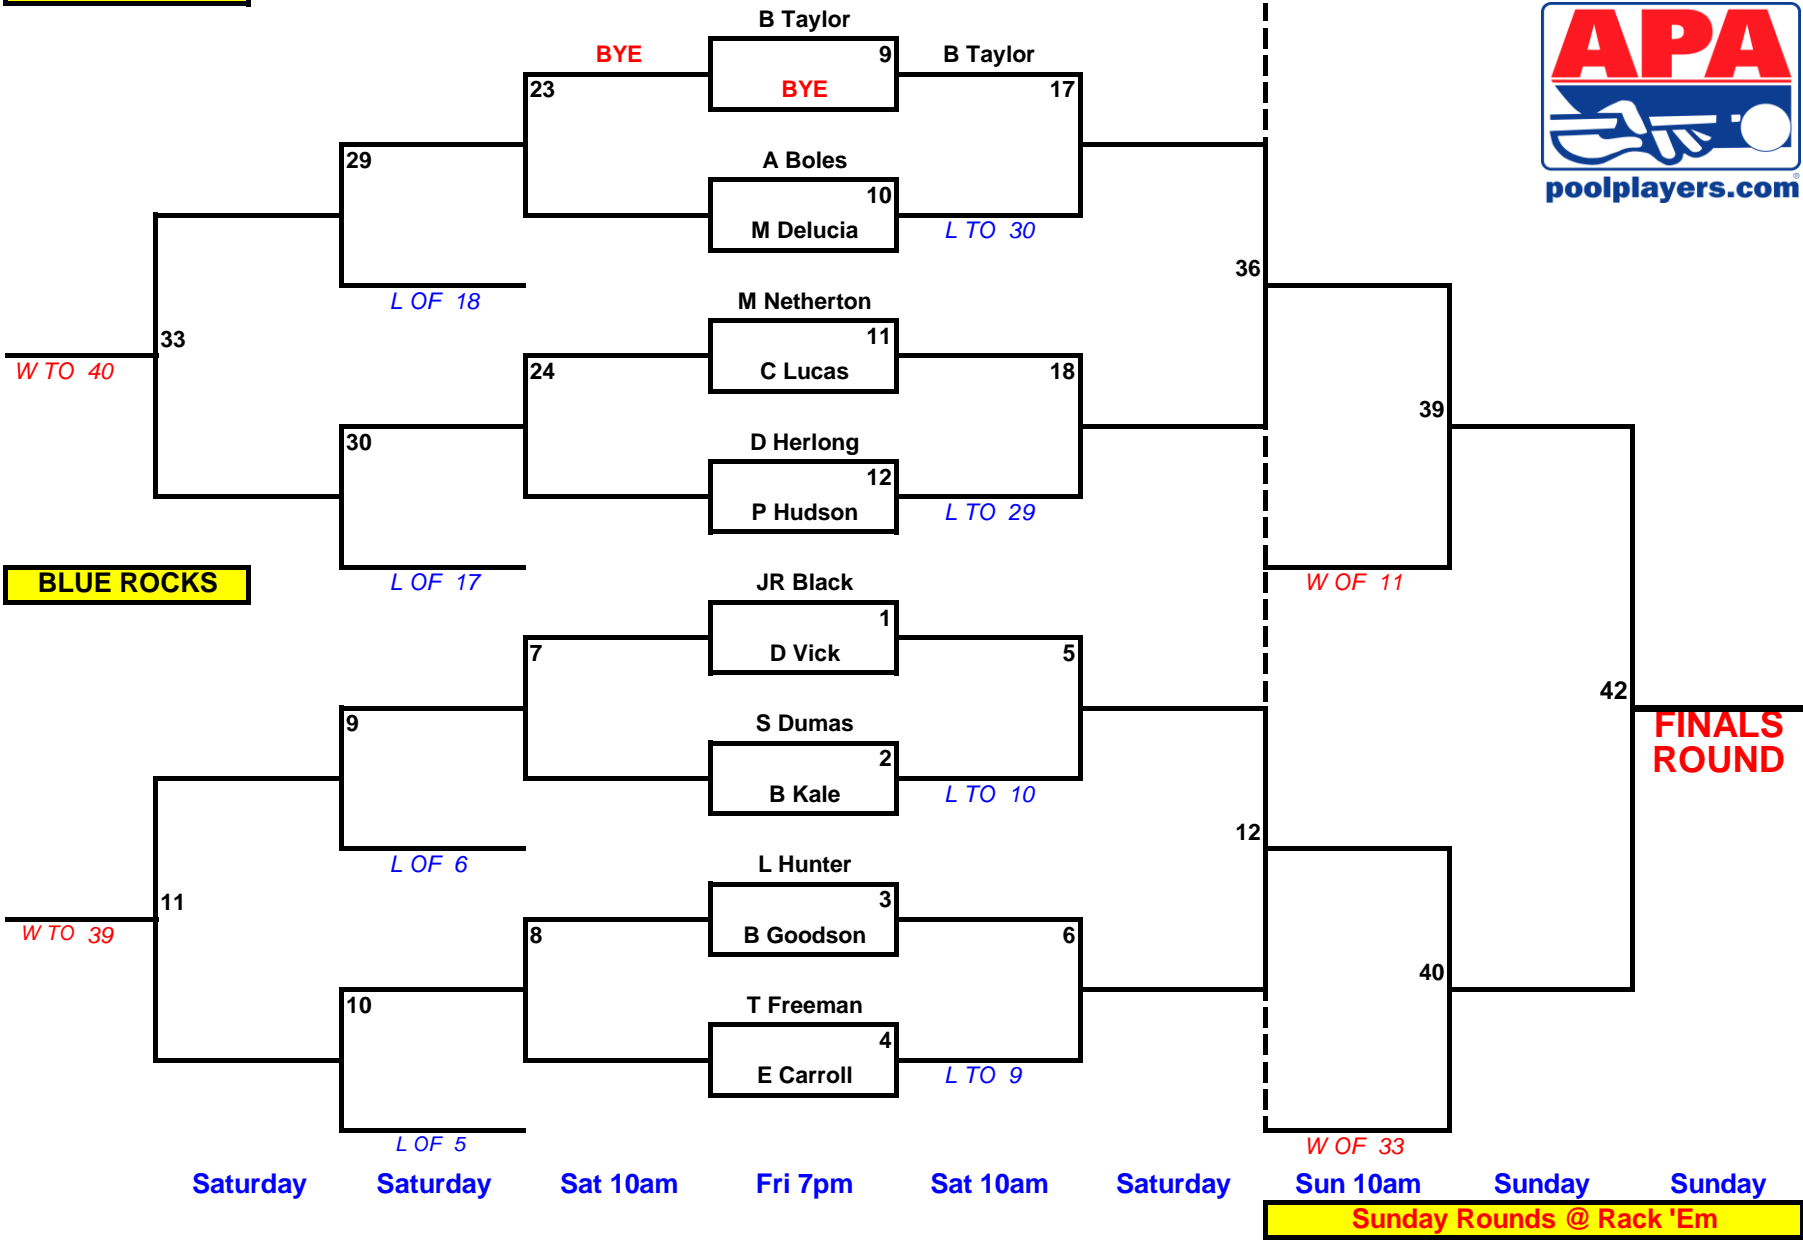 B Taylor
BYE 9 B Taylor
23 BYE 17
29 A Boles
10
M Delucia L TO 30
36
L OF 18 M Netherton
33 11
W TO 40 24 C Lucas 18
39
30 D Herlong
12
P Hudson L TO 29
BLUE ROCKS L OF 17 JR Black W OF 11
1
7 D Vick 5
42
9 S Dumas FINALS
2 ROUND
B Kale L TO 10
12
L OF 6 L Hunter
11 3
W TO 39 8 B Goodson 6
40
10 T Freeman
4
E Carroll L TO 9
L OF 5 W OF 33
Saturday Saturday Sat 10am Fri 7pm Sat 10am Saturday Sun 10am Sunday Sunday
Sunday Rounds @ Rack 'Em
APA
poolplayers.com
®